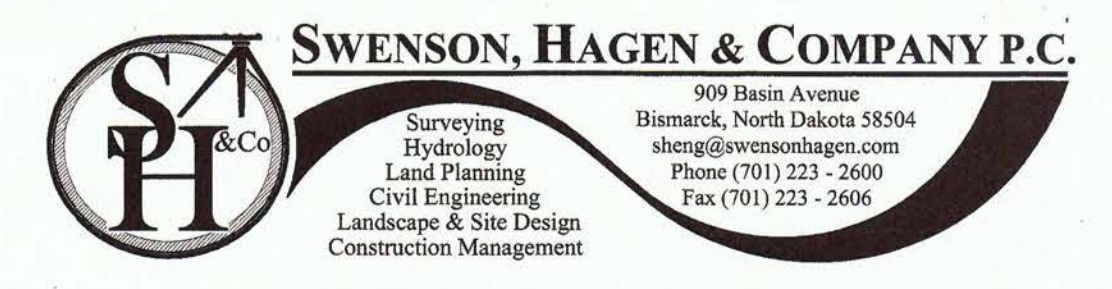 SH &Co
SWENSON, HAGEN & COMPANY P.C.
Surveying
Hydrology
Land Planning
Civil Engineering
Landscape & Site Design
Construction Management
909 Basin Avenue
Bismarck, North Dakota 58504
sheng@swensonhagen.com
Phone (701) 223 - 2600
Fax (701) 223 - 2606